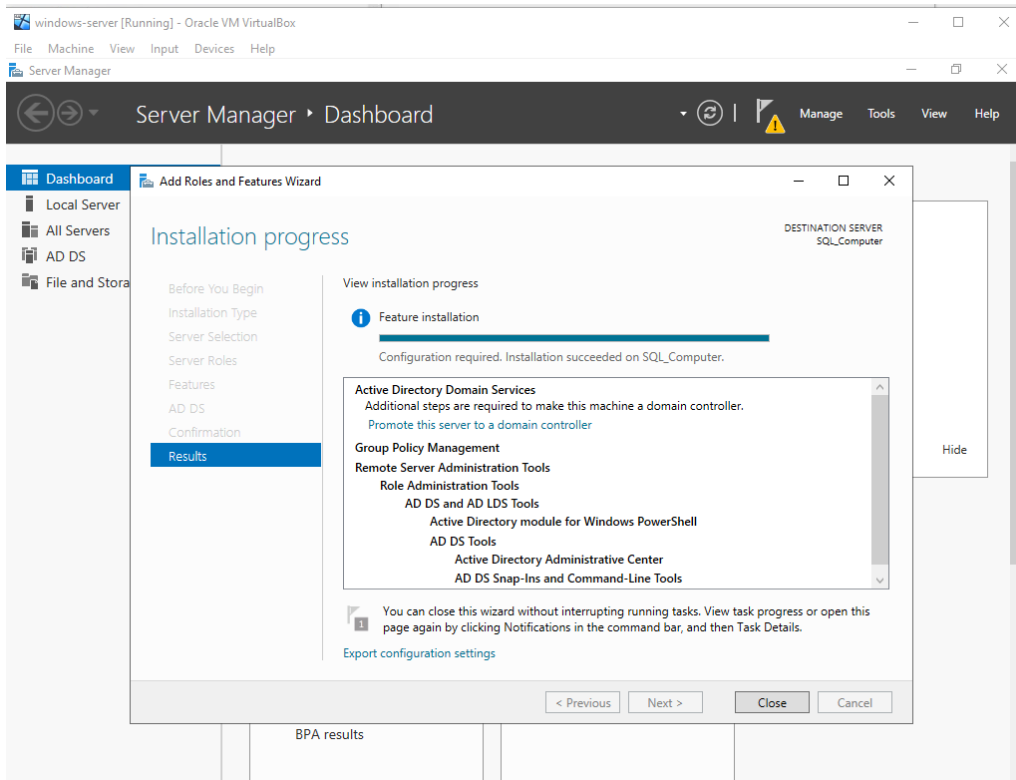 windows-server [Running] - Oracle VM VirtualBox
File Machine View Input Devices Help
Server Manager
Server Manager ‣ Dashboard
Manage Tools View Help
Dashboard
Local Server
All Servers
AD DS
File and Stora
Add Roles and Features Wizard
Installation progress
DESTINATION SERVER
SQL_Computer
Before You Begin
Installation Type
Server Selection
Server Roles
Features
AD DS
Confirmation
Results
View installation progress
Feature installation
Configuration required. Installation succeeded on SQL_Computer.
Active Directory Domain Services
Additional steps are required to make this machine a domain controller.
Promote this server to a domain controller
Group Policy Management
Remote Server Administration Tools
Role Administration Tools
AD DS and AD LDS Tools
Active Directory module for Windows PowerShell
AD DS Tools
Active Directory Administrative Center
AD DS Snap-Ins and Command-Line Tools
1
You can close this wizard without interrupting running tasks. View task progress or open this
page again by clicking Notifications in the command bar, and then Task Details.
Export configuration settings
< Previous Next > Close Cancel
Hide
BPA results